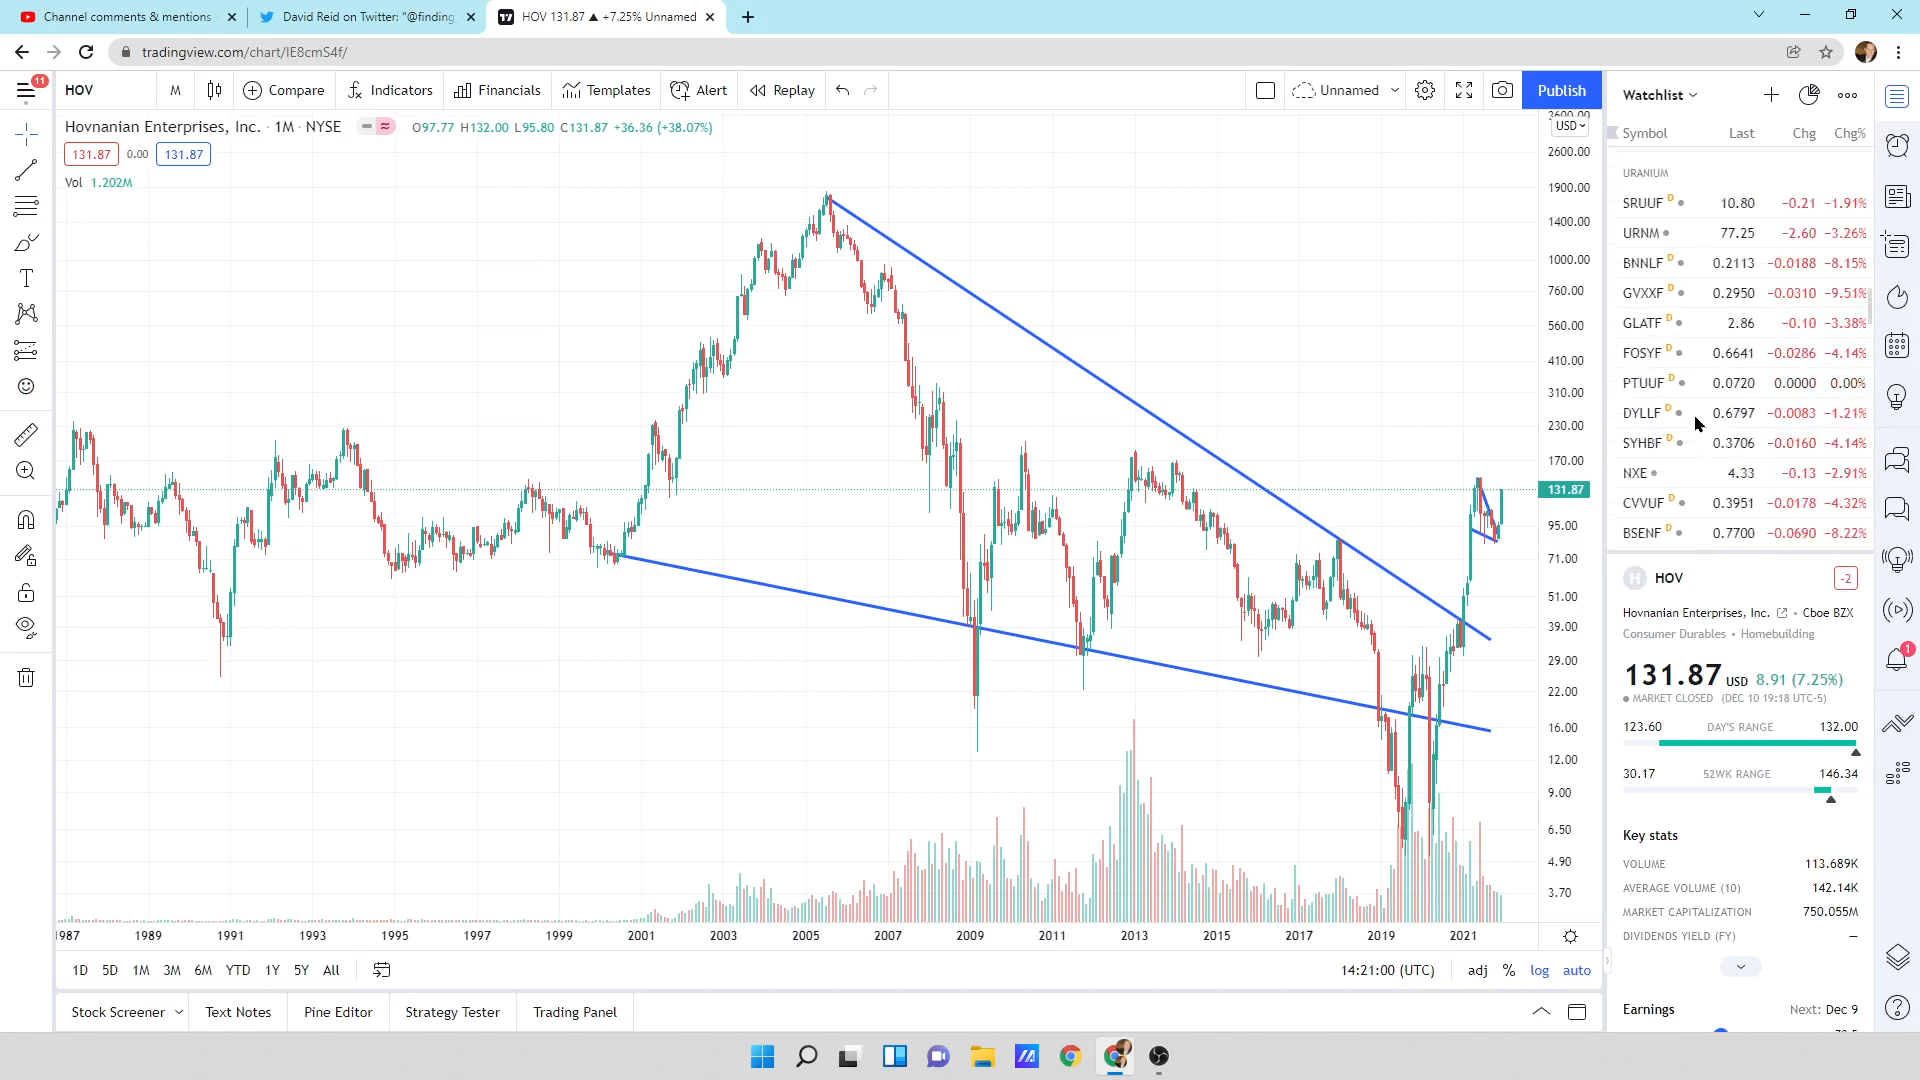 Channel comments & mentions
David Reid on Twitter: "@finding
HOV 131.87 ▲ +7.25% Unnamed
tradingview.com/chart/IE8cmS4f/
11
HOV M Compare Indicators Financials Templates Alert Replay Unnamed Publish
Hovnanian Enterprises, Inc. · 1M · NYSE O97.77 H132.00 L95.80 C131.87 +36.36 (+38.07%)
131.87 0.00 131.87
Vol 1.202M
USD
2600.00
1900.00
1400.00
1000.00
760.00
560.00
410.00
310.00
230.00
170.00
131.87
95.00
71.00
51.00
39.00
29.00
22.00
16.00
12.00
9.00
6.50
4.90
3.70
1987 1989 1991 1993 1995 1997 1999 2001 2003 2005 2007 2009 2011 2013 2015 2017 2019 2021
1D 5D 1M 3M 6M YTD 1Y 5Y All 14:21:00 (UTC) adj % log auto
Stock Screener Text Notes Pine Editor Strategy Tester Trading Panel
Watchlist
Symbol Last Chg Chg%
URANIUM
SRUUF D 10.80 −0.21 −1.91%
URNM 77.25 −2.60 −3.26%
BNNLF D 0.2113 −0.0188 −8.15%
GVXXF D 0.2950 −0.0310 −9.51%
GLATF D 2.86 −0.10 −3.38%
FOSYF D 0.6641 −0.0286 −4.14%
PTUUF D 0.0720 0.0000 0.00%
DYLLF D 0.6797 −0.0083 −1.21%
SYHBF D 0.3706 −0.0160 −4.14%
NXE 4.33 −0.13 −2.91%
CVVUF D 0.3951 −0.0178 −4.32%
BSENF D 0.7700 −0.0690 −8.22%
H HOV -2
Hovnanian Enterprises, Inc. • Cboe BZX
Consumer Durables • Homebuilding
131.87 USD 8.91 (7.25%)
MARKET CLOSED (DEC 10 19:18 UTC-5)
123.60 DAY'S RANGE 132.00
30.17 52WK RANGE 146.34
Key stats
VOLUME 113.689K
AVERAGE VOLUME (10) 142.14K
MARKET CAPITALIZATION 750.055M
DIVIDENDS YIELD (FY) —
Earnings Next: Dec 9
1